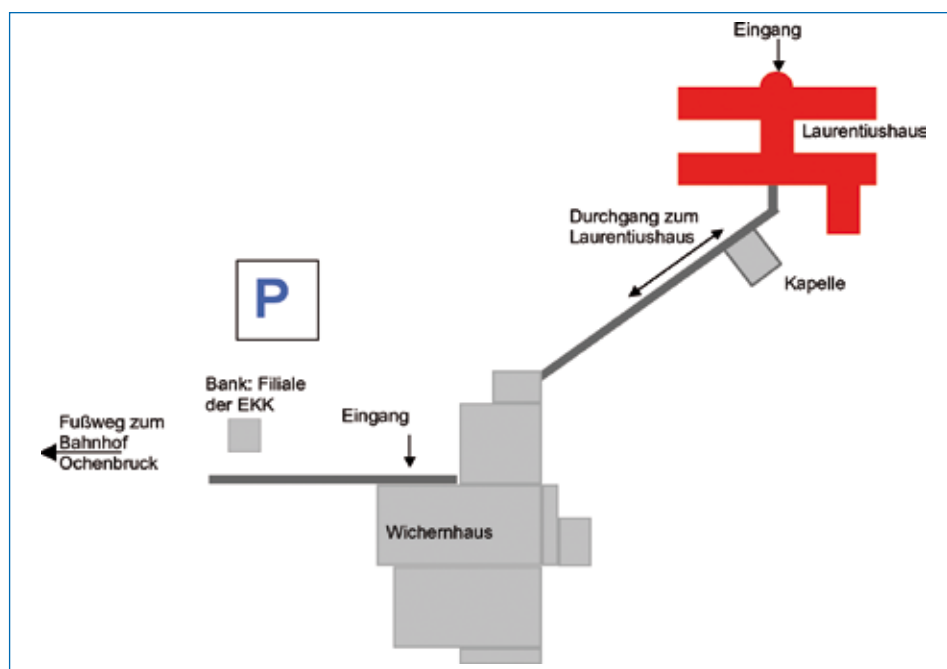 Eingang
Laurentiushaus
Durchgang zum
Laurentiushaus
Kapelle
P
Bank: Filiale
der EKK
Eingang
Fußweg zum
Bahnhof
Ochenbruck
Wichernhaus